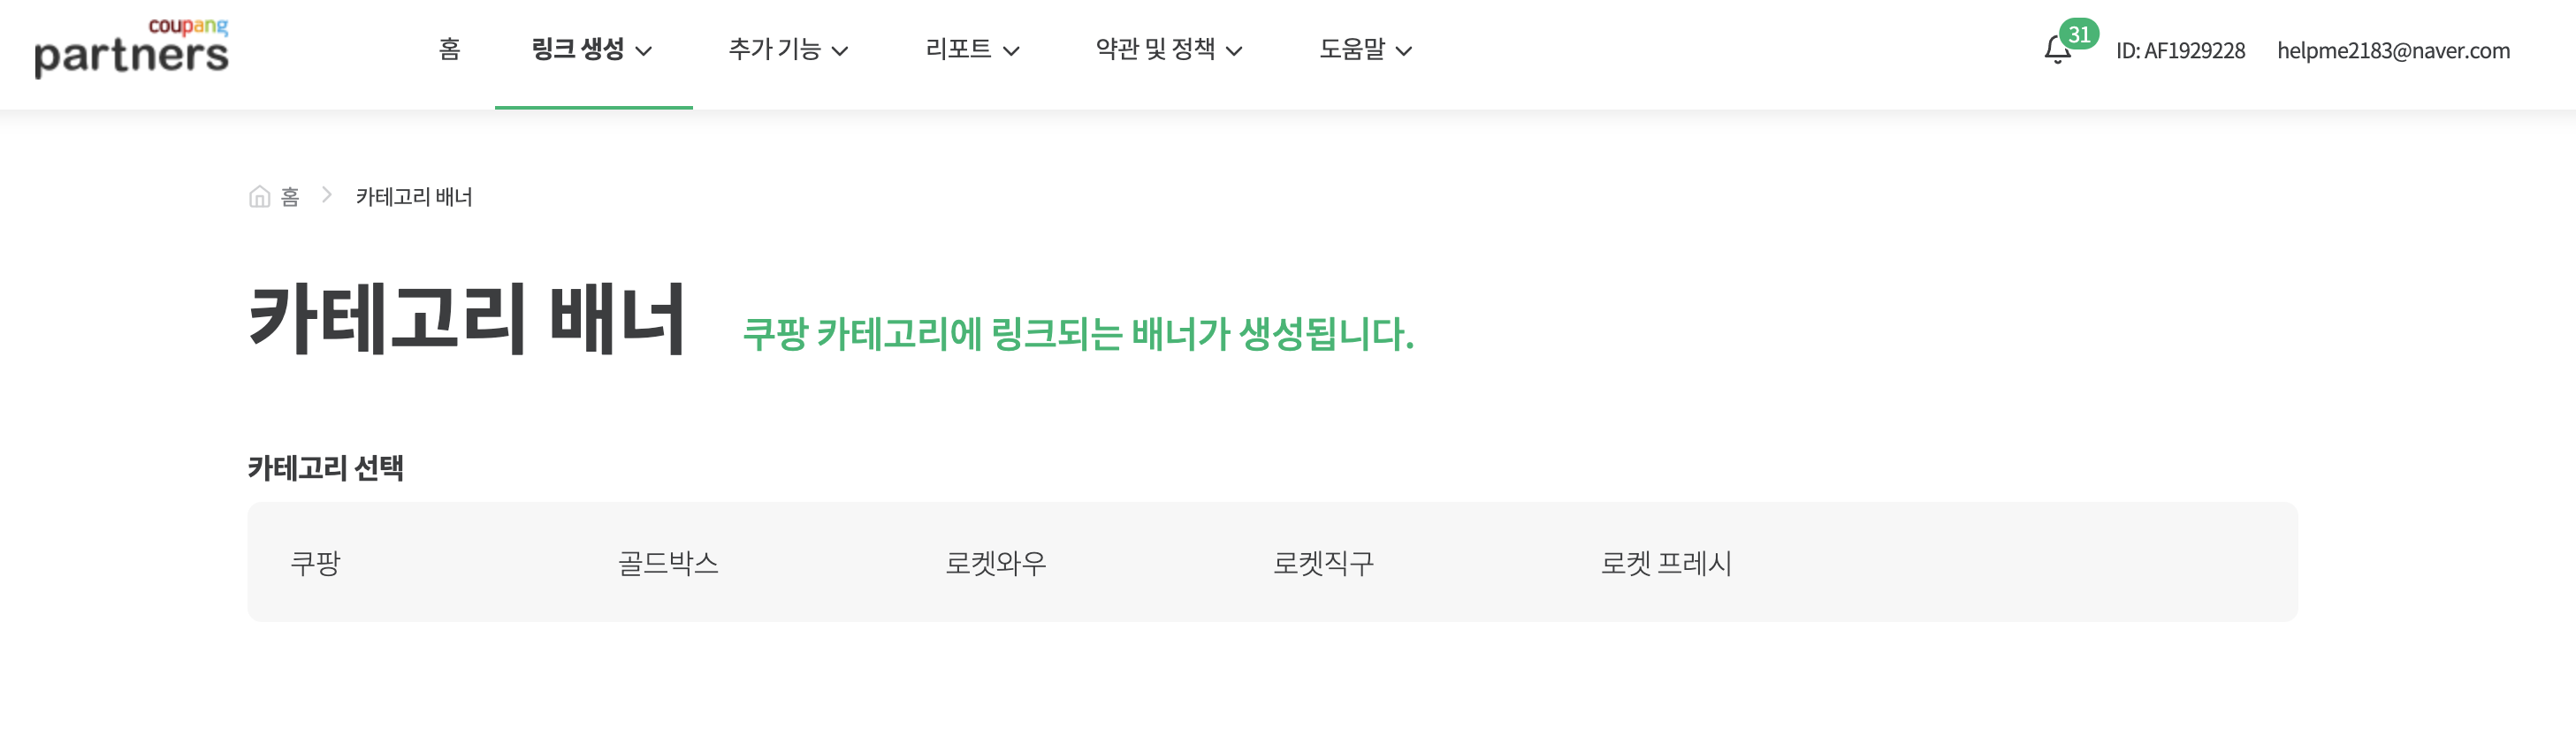 coupang
partners
홈 링크 생성 추가 기능 리포트 약관 및 정책 도움말 31 ID: AF1929228 helpme2183@naver.com
홈 카테고리 배너
카테고리 배너 쿠팡 카테고리에 링크되는 배너가 생성됩니다.
카테고리 선택
쿠팡 골드박스 로켓와우 로켓직구 로켓 프레시